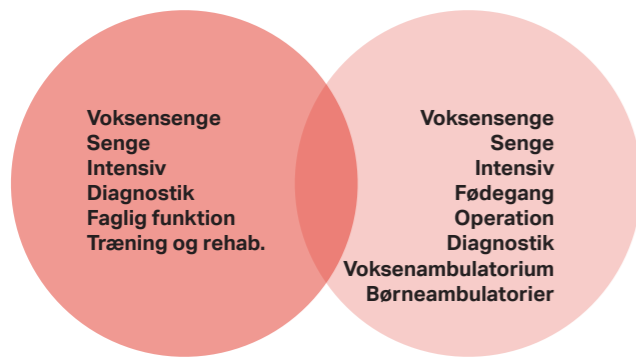 Voksensenge
Senge
Intensiv
Diagnostik
Faglig funktion
Træning og rehab.
Voksensenge
Senge
Intensiv
Fødegang
Operation
Diagnostik
Voksenambulatorium
Børneambulatorier